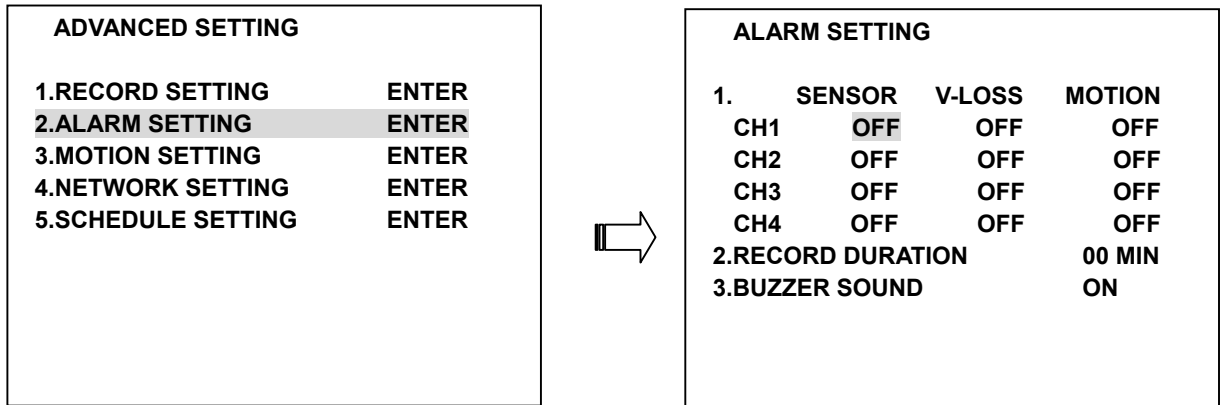 ADVANCED SETTING
1.RECORD SETTING ENTER
2.ALARM SETTING ENTER
3.MOTION SETTING ENTER
4.NETWORK SETTING ENTER
5.SCHEDULE SETTING ENTER
ALARM SETTING
1. SENSOR V-LOSS MOTION
CH1 OFF OFF OFF
CH2 OFF OFF OFF
CH3 OFF OFF OFF
CH4 OFF OFF OFF
2.RECORD DURATION 00 MIN
3.BUZZER SOUND ON